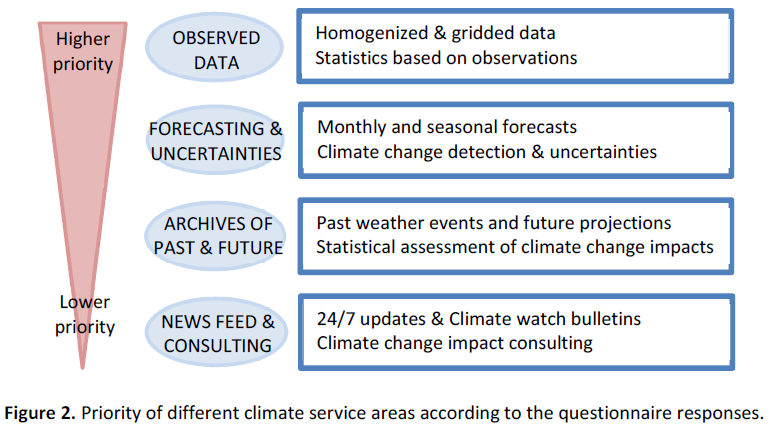 Higher
priority
OBSERVED
DATA
Homogenized & gridded data
Statistics based on observations
FORECASTING &
UNCERTAINTIES
Monthly and seasonal forecasts
Climate change detection & uncertainties
ARCHIVES OF
PAST & FUTURE
Past weather events and future projections
Statistical assessment of climate change impacts
Lower
priority
NEWS FEED &
CONSULTING
24/7 updates & Climate watch bulletins
Climate change impact consulting
Figure 2. Priority of different climate service areas according to the questionnaire responses.